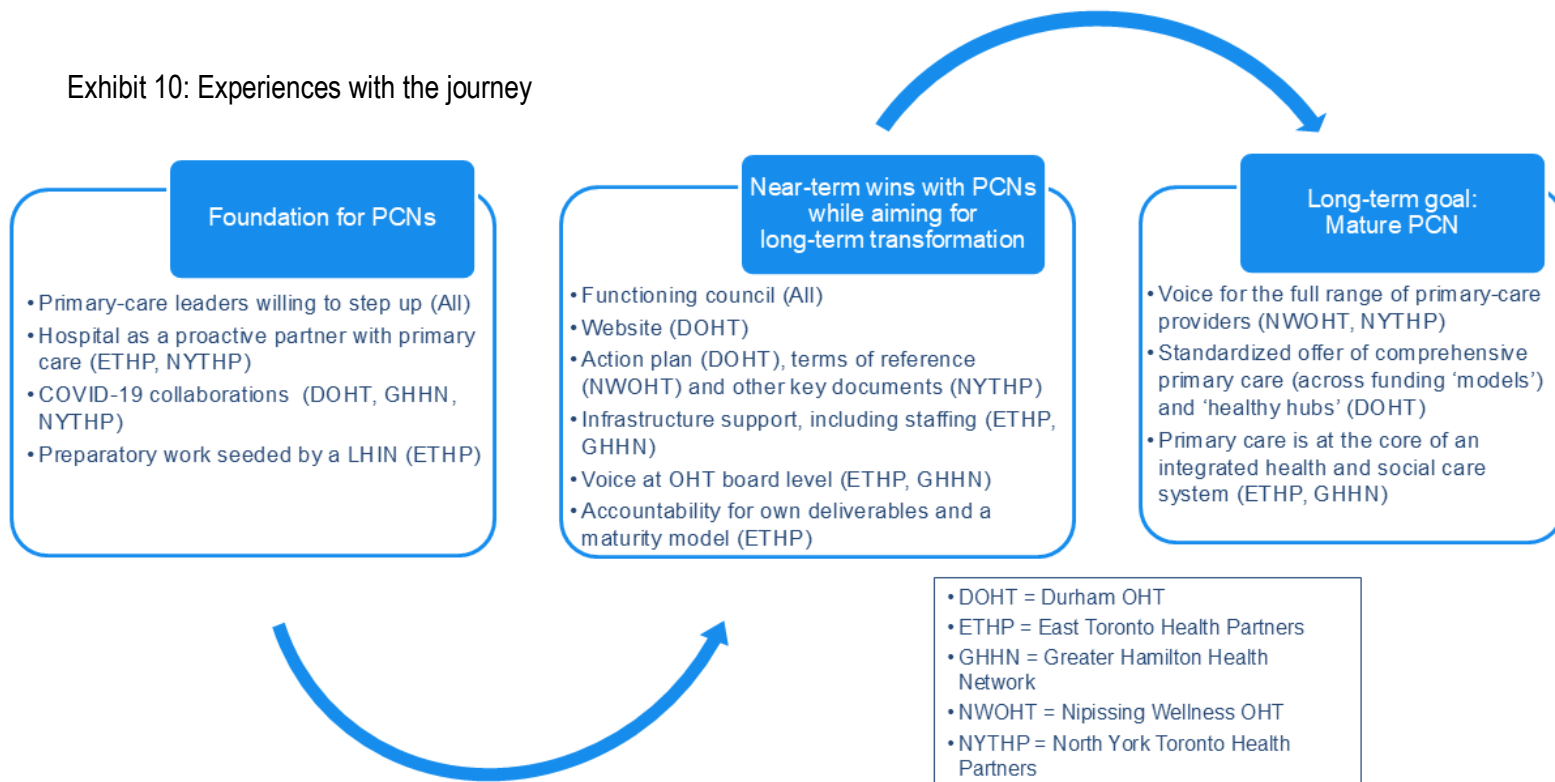 Exhibit 10: Experiences with the journey
Foundation for PCNs
• Primary-care leaders willing to step up (All)
• Hospital as a proactive partner with primary
care (ETHP, NYTHP)
• COVID-19 collaborations (DOHT, GHHN,
NYTHP)
• Preparatory work seeded by a LHIN (ETHP)
Near-term wins with PCNs
while aiming for
long-term transformation
• Functioning council (All)
• Website (DOHT)
• Action plan (DOHT), terms of reference
(NWOHT) and other key documents (NYTHP)
• Infrastructure support, including staffing (ETHP,
GHHN)
• Voice at OHT board level (ETHP, GHHN)
• Accountability for own deliverables and a
maturity model (ETHP)
Long-term goal:
Mature PCN
• Voice for the full range of primary-care
providers (NWOHT, NYTHP)
• Standardized offer of comprehensive
primary care (across funding ‘models’)
and ‘healthy hubs’ (DOHT)
• Primary care is at the core of an
integrated health and social care
system (ETHP, GHHN)
• DOHT = Durham OHT
• ETHP = East Toronto Health Partners
• GHHN = Greater Hamilton Health
Network
• NWOHT = Nipissing Wellness OHT
• NYTHP = North York Toronto Health
Partners